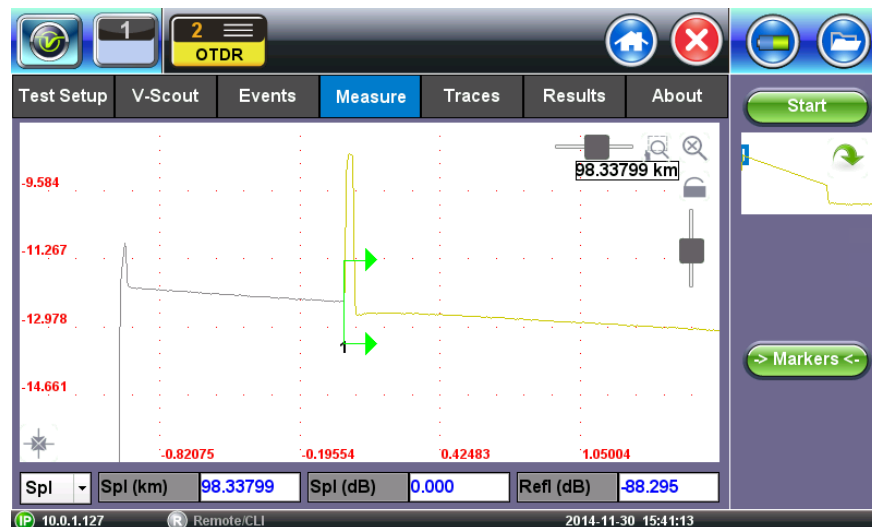 1
2
OTDR
Test Setup V-Scout Events Measure Traces Results About
Start
98.33799 km
-9.584
-11.267
-12.978
1
-> Markers <-
-14.661
-0.82075 -0.19554 0.42483 1.05004
Spl Spl (km) 98.33799 Spl (dB) 0.000 Refl (dB) -88.295
IP 10.0.1.127 R Remote/CLI 2014-11-30 15:41:13